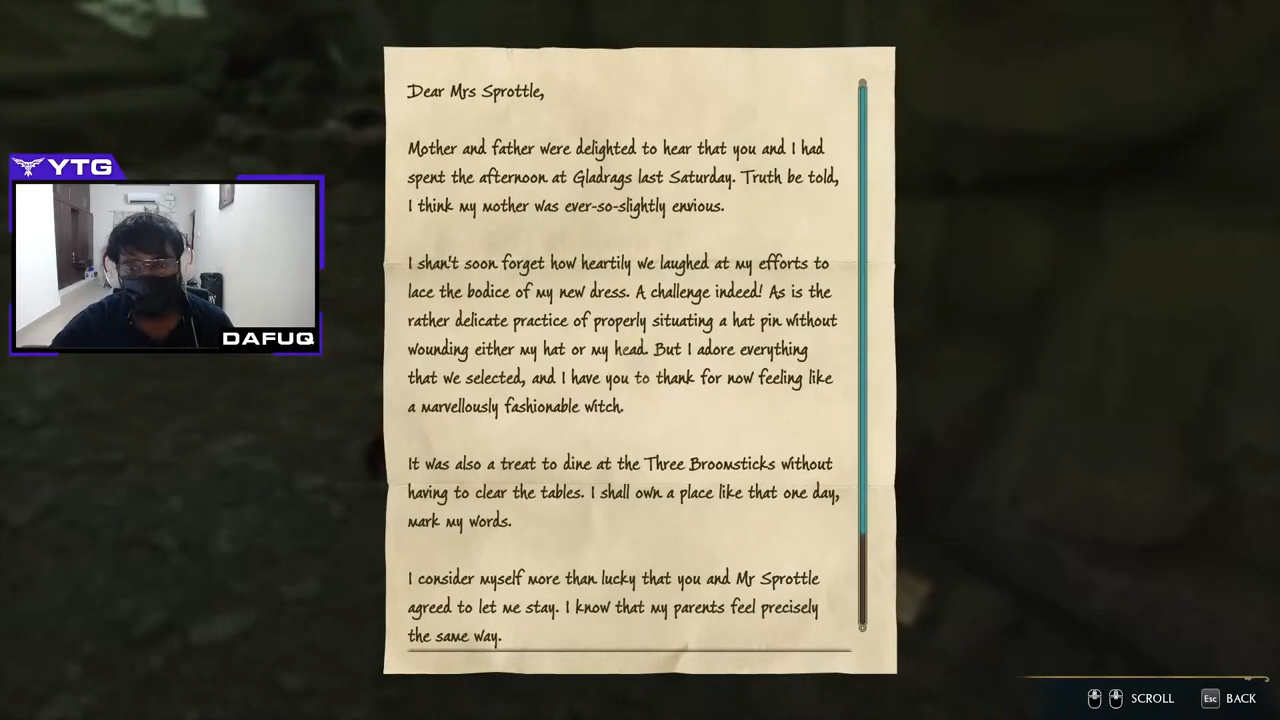 YTG
DAFUQ
Dear Mrs Sprottle,
Mother and father were delighted to hear that you and I had
spent the afternoon at Gladrags last Saturday. Truth be told,
I think my mother was ever-so-slightly envious.
I shan't soon forget how heartily we laughed at my efforts to
lace the bodice of my new dress. A challenge indeed! As is the
rather delicate practice of properly situating a hat pin without
wounding either my hat or my head. But I adore everything
that we selected, and I have you to thank for now feeling like
a marvellously fashionable witch.
It was also a treat to dine at the Three Broomsticks without
having to clear the tables. I shall own a place like that one day,
mark my words.
I consider myself more than lucky that you and Mr Sprottle
agreed to let me stay. I know that my parents feel precisely
the same way.
SCROLL
Esc BACK